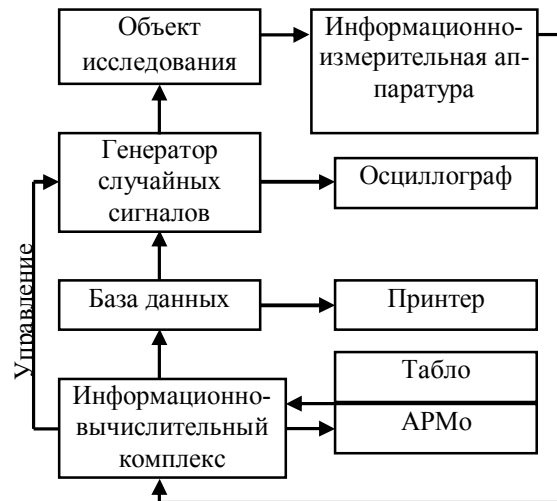 Объект
исследования
Информационно-
измерительная ап-
паратура
Генератор
случайных
сигналов
Осциллограф
Управление
База данных
Принтер
Информационно-
вычислительный
комплекс
Табло
АРМо